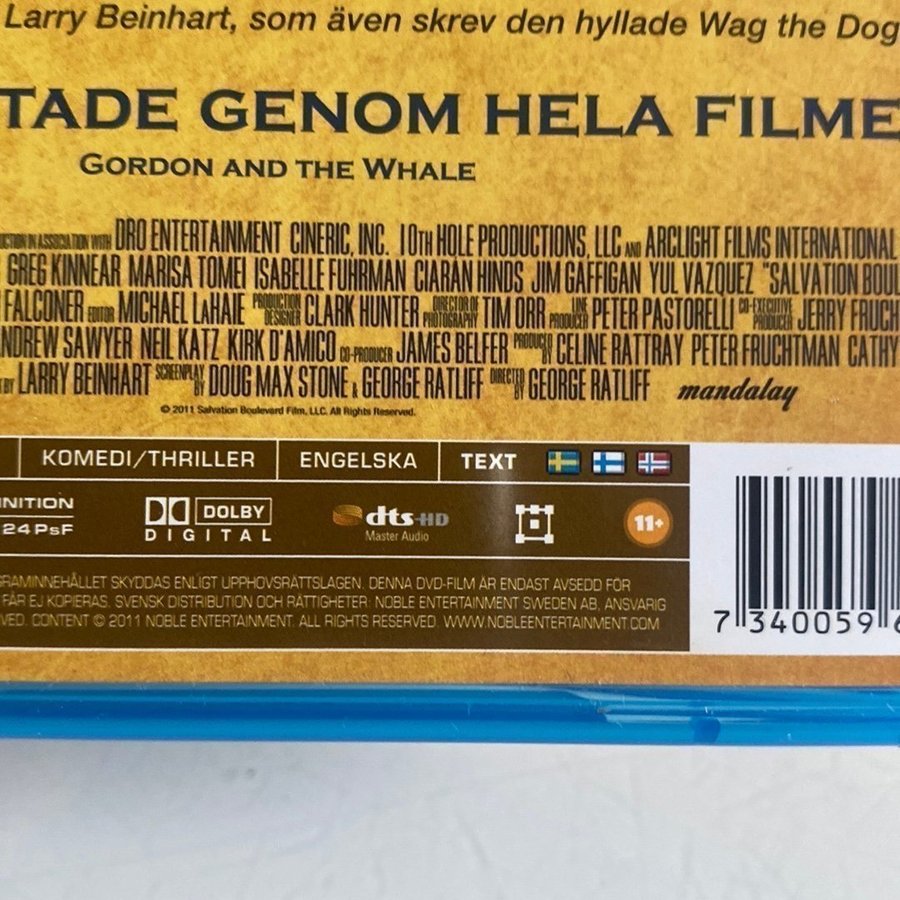 Larry Beinhart, som även skrev den hyllade Wag the Dog
TADE GENOM HELA FILME
GORDON AND THE WHALE
UCTION IN ASSOCIATION WITH DRO ENTERTAINMENT CINERIC, INC. 10TH HOLE PRODUCTIONS, LLC AND ARCLIGHT FILMS INTERNATIONAL
GREG KINNEAR MARISA TOMEI ISABELLE FUHRMAN CIARÁN HINDS JIM GAFFIGAN YUL VAZQUEZ "SALVATION BOUL
FALCONER EDITOR MICHAEL LAHAIE PRODUCTION DESIGNER CLARK HUNTER DIRECTOR OF PHOTOGRAPHY TIM ORR LINE PRODUCER PETER PASTORELLI CO-EXECUTIVE PRODUCER JERRY FRUCH
NDREW SAWYER NEIL KATZ KIRK D'AMICO CO-PRODUCER JAMES BELFER PRODUCED BY CELINE RATTRAY PETER FRUCHTMAN CATHY
BY LARRY BEINHART SCREENPLAY BY DOUG MAX STONE & GEORGE RATLIFF DIRECTED BY GEORGE RATLIFF mandalay
© 2011 Salvation Boulevard Film, LLC. All Rights Reserved.
KOMEDI/THRILLER ENGELSKA TEXT
INITION
24PsF
DOLBY
DIGITAL
dts-HD
Master Audio
11+
GRAMINNEHÅLLET SKYDDAS ENLIGT UPPHOVSRÄTTSLAGEN. DENNA DVD-FILM ÄR ENDAST AVSEDD FÖR
FÅR EJ KOPIERAS. SVENSK DISTRIBUTION OCH RÄTTIGHETER: NOBLE ENTERTAINMENT SWEDEN AB, ANSVARIG
VED. CONTENT © 2011 NOBLE ENTERTAINMENT. ALL RIGHTS RESERVED. WWW.NOBLEENTERTAINMENT.COM
7 340059 6